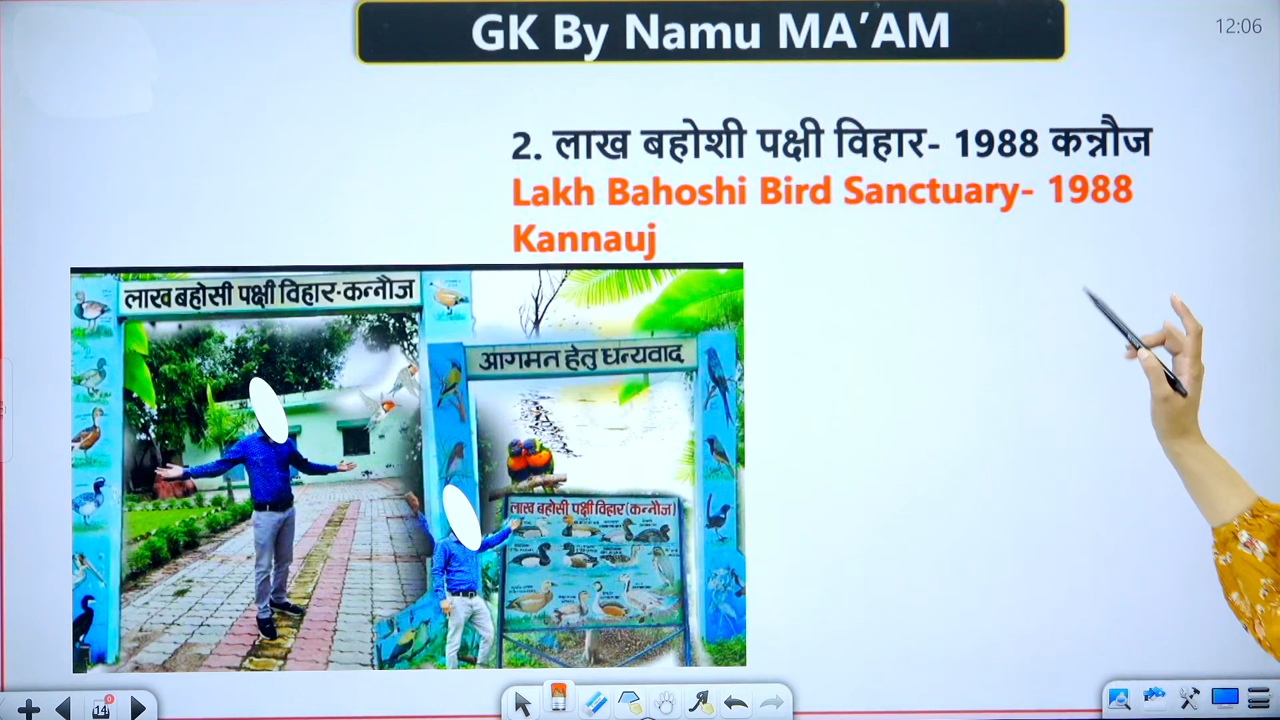 GK By Namu MA’AM
12:06
2. लाख बहोशी पक्षी विहार- 1988 कन्नौज
Lakh Bahoshi Bird Sanctuary- 1988
Kannauj
लाख बहोसी पक्षी विहार-कन्नौज
आगमन हेतु धन्यवाद
लाख बहोसी पक्षी विहार(कन्नौज)
14